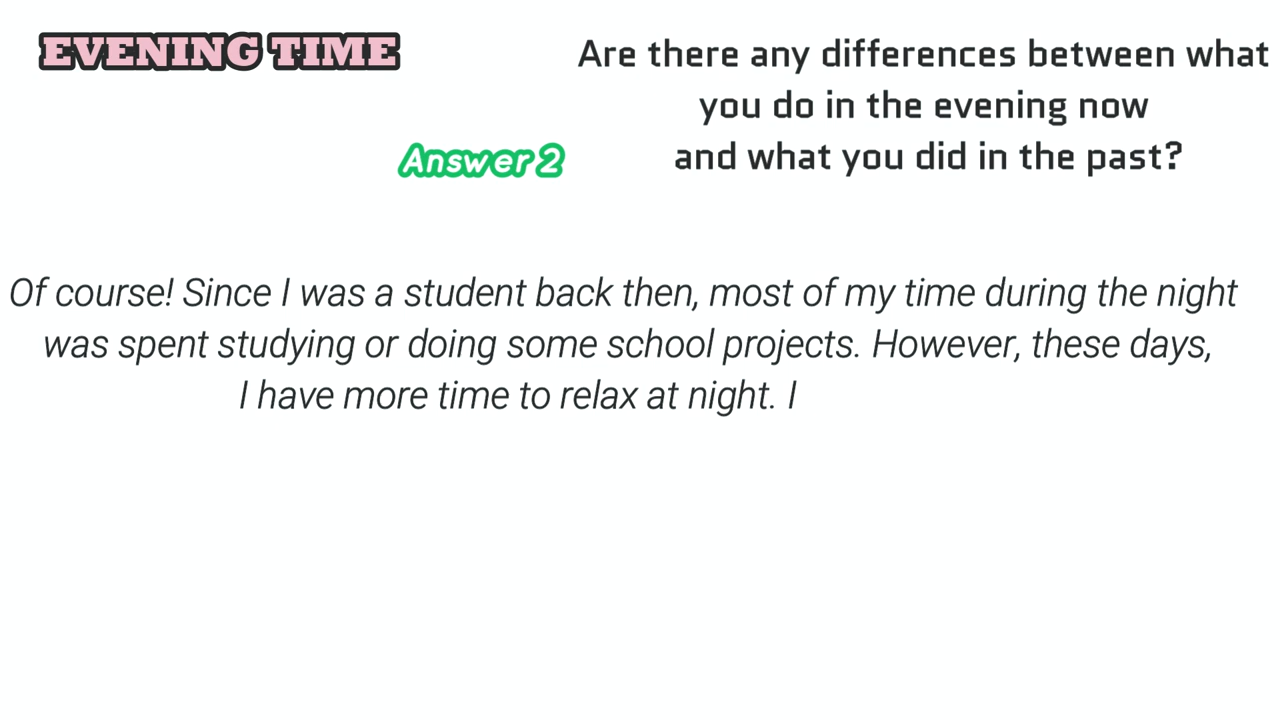 EVENING TIME
Are there any differences between what
you do in the evening now
and what you did in the past?
Answer 2
Of course! Since I was a student back then, most of my time during the night
was spent studying or doing some school projects. However, these days,
I have more time to relax at night. I